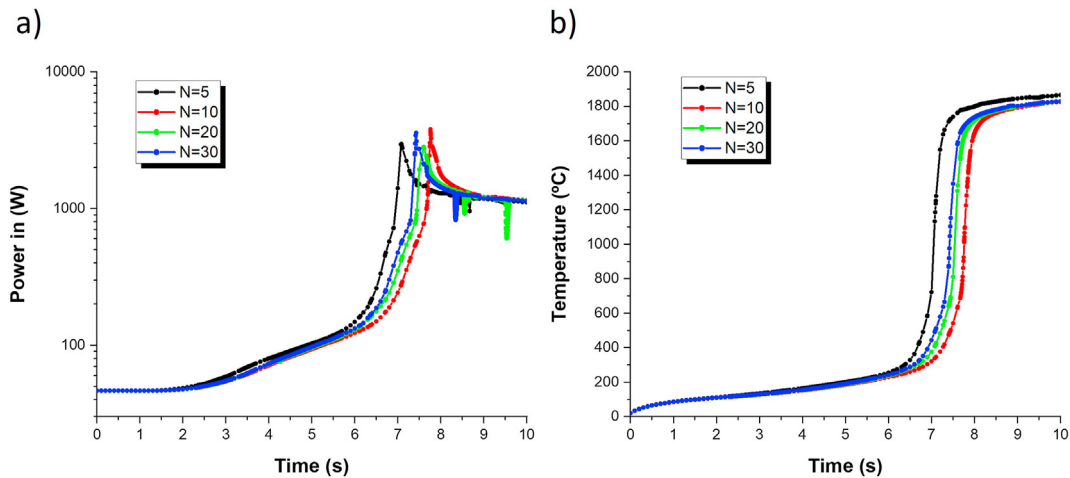 a)
10000
1000
100
Power in (W)
N=5
N=10
N=20
N=30
0 1 2 3 4 5 6 7 8 9 10
Time (s)
b)
2000
1800
1600
1400
1200
1000
800
600
400
200
0
Temperature (ºC)
N=5
N=10
N=20
N=30
0 1 2 3 4 5 6 7 8 9 10
Time (s)